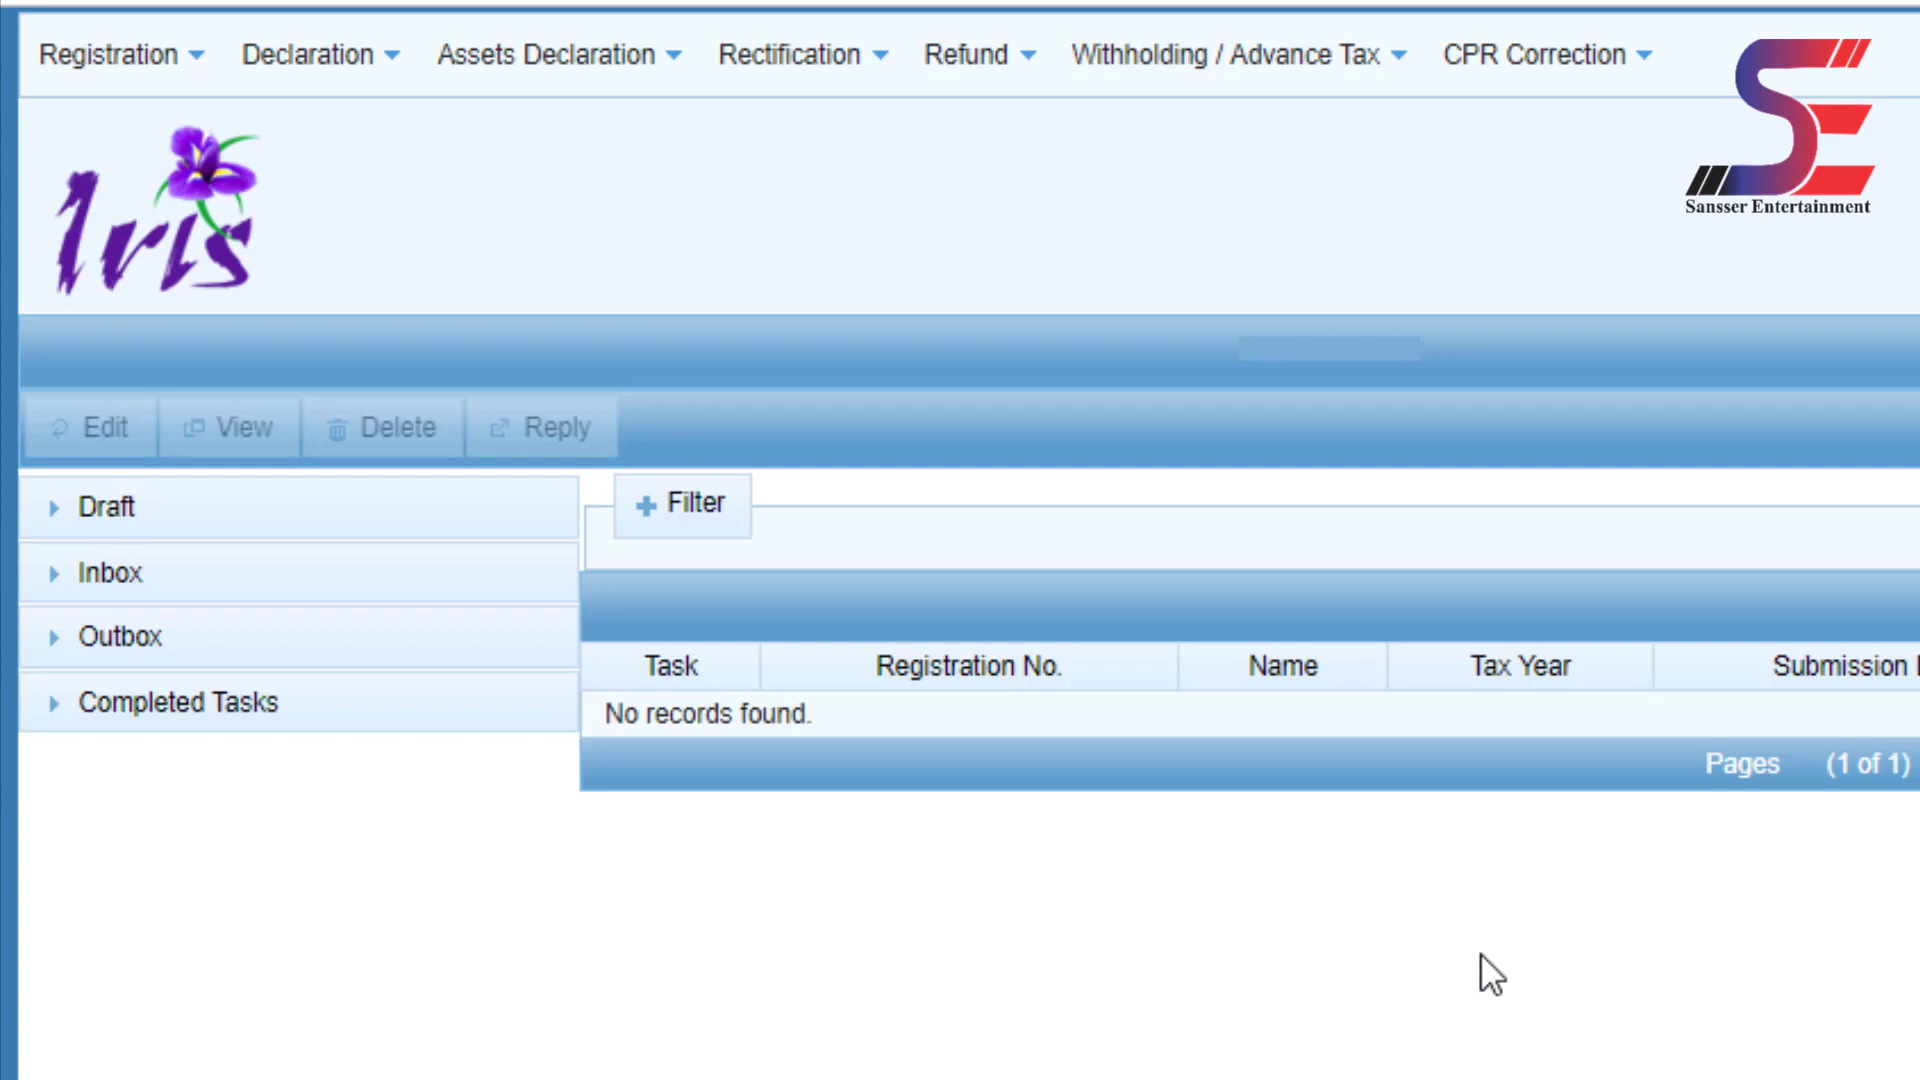 Registration Declaration Assets Declaration Rectification Refund Withholding / Advance Tax CPR Correction
Iris
Sansser Entertainment
Edit View Delete Reply
Draft
Inbox
Outbox
Completed Tasks
Filter
Task Registration No. Name Tax Year Submission
No records found.
Pages (1 of 1)